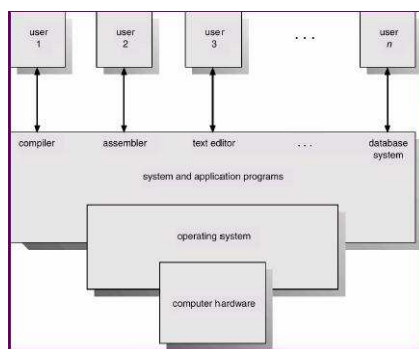 user
1
user
2
user
3
. . .
user
n
compiler
assembler
text editor
. . .
database
system
system and application programs
operating system
computer hardware